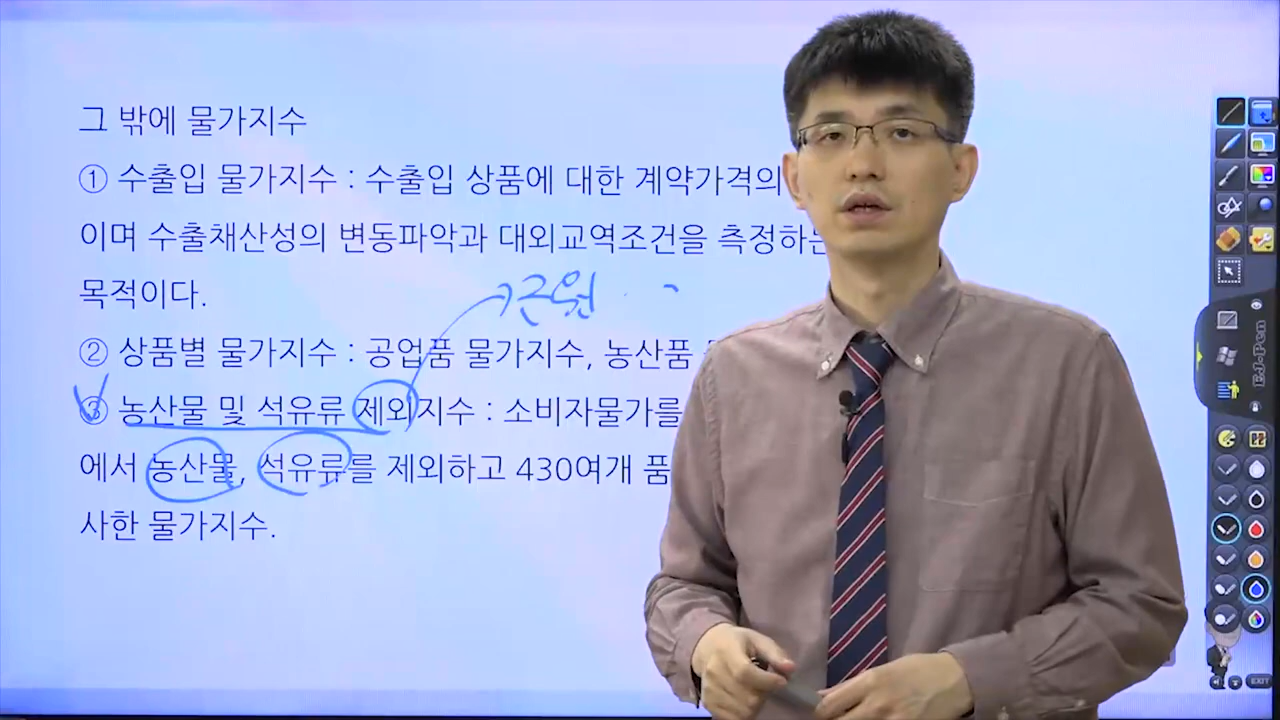 그 밖에 물가지수
① 수출입 물가지수 : 수출입 상품에 대한 계약가격의
이며 수출채산성의 변동파악과 대외교역조건을 측정하는
목적이다.
근원
② 상품별 물가지수 : 공업품 물가지수, 농산품
③ 농산물 및 석유류 제외지수 : 소비자물가를
에서 농산물, 석유류를 제외하고 430여개 품
사한 물가지수.
EJ-Pen
EXIT